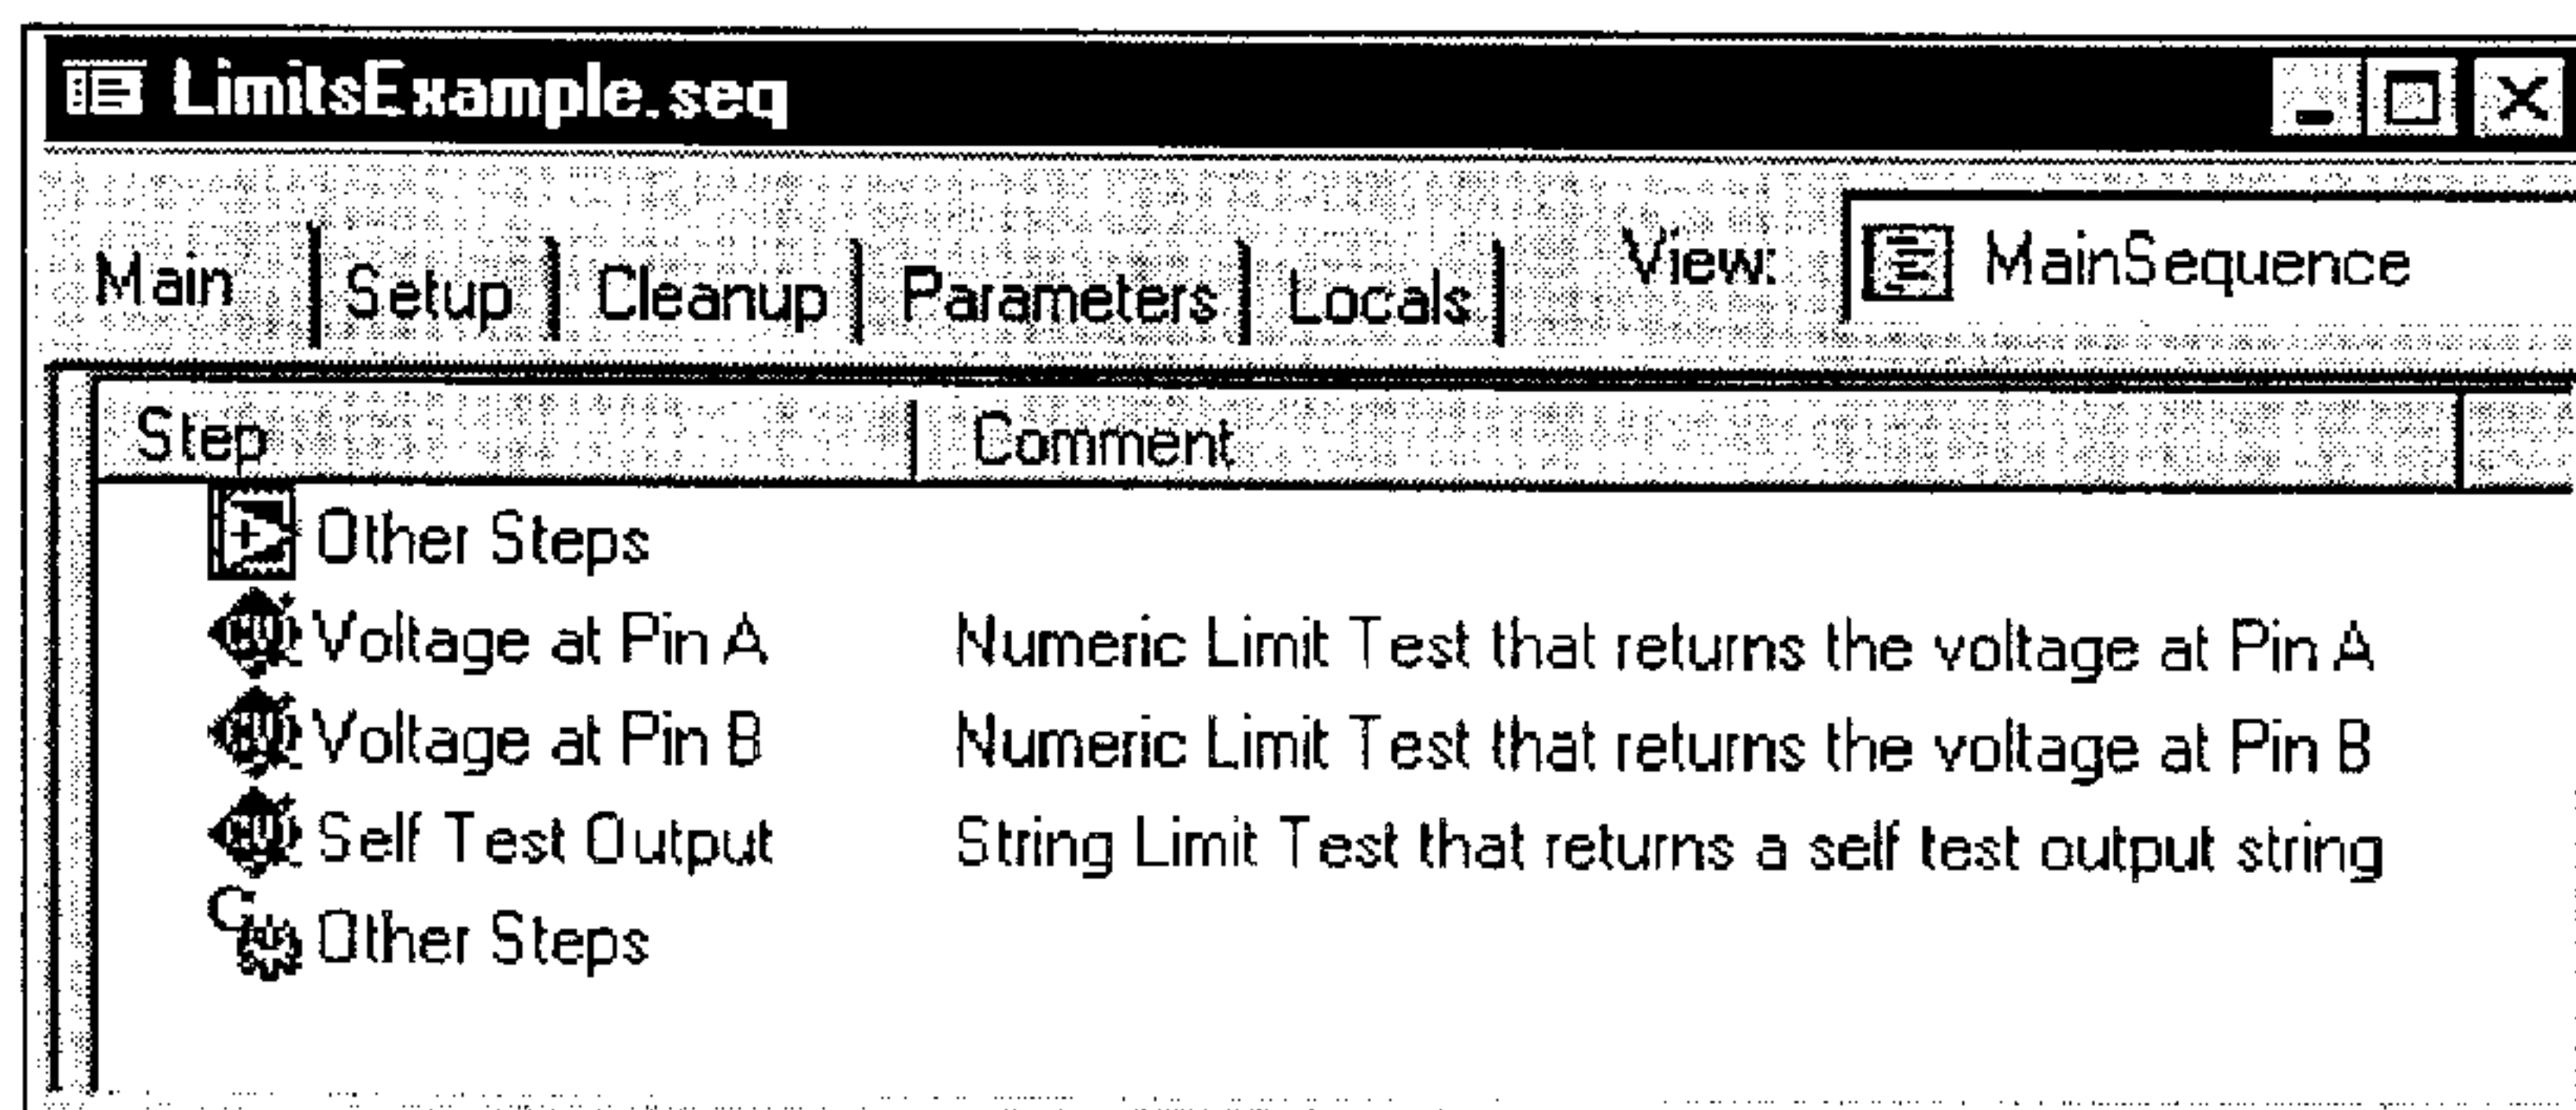 LimitsExample.seq
Main Setup Cleanup Parameters Locals View: MainSequence
Step Comment
Other Steps
Voltage at Pin A Numeric Limit Test that returns the voltage at Pin A
Voltage at Pin B Numeric Limit Test that returns the voltage at Pin B
Self Test Output String Limit Test that returns a self test output string
Other Steps